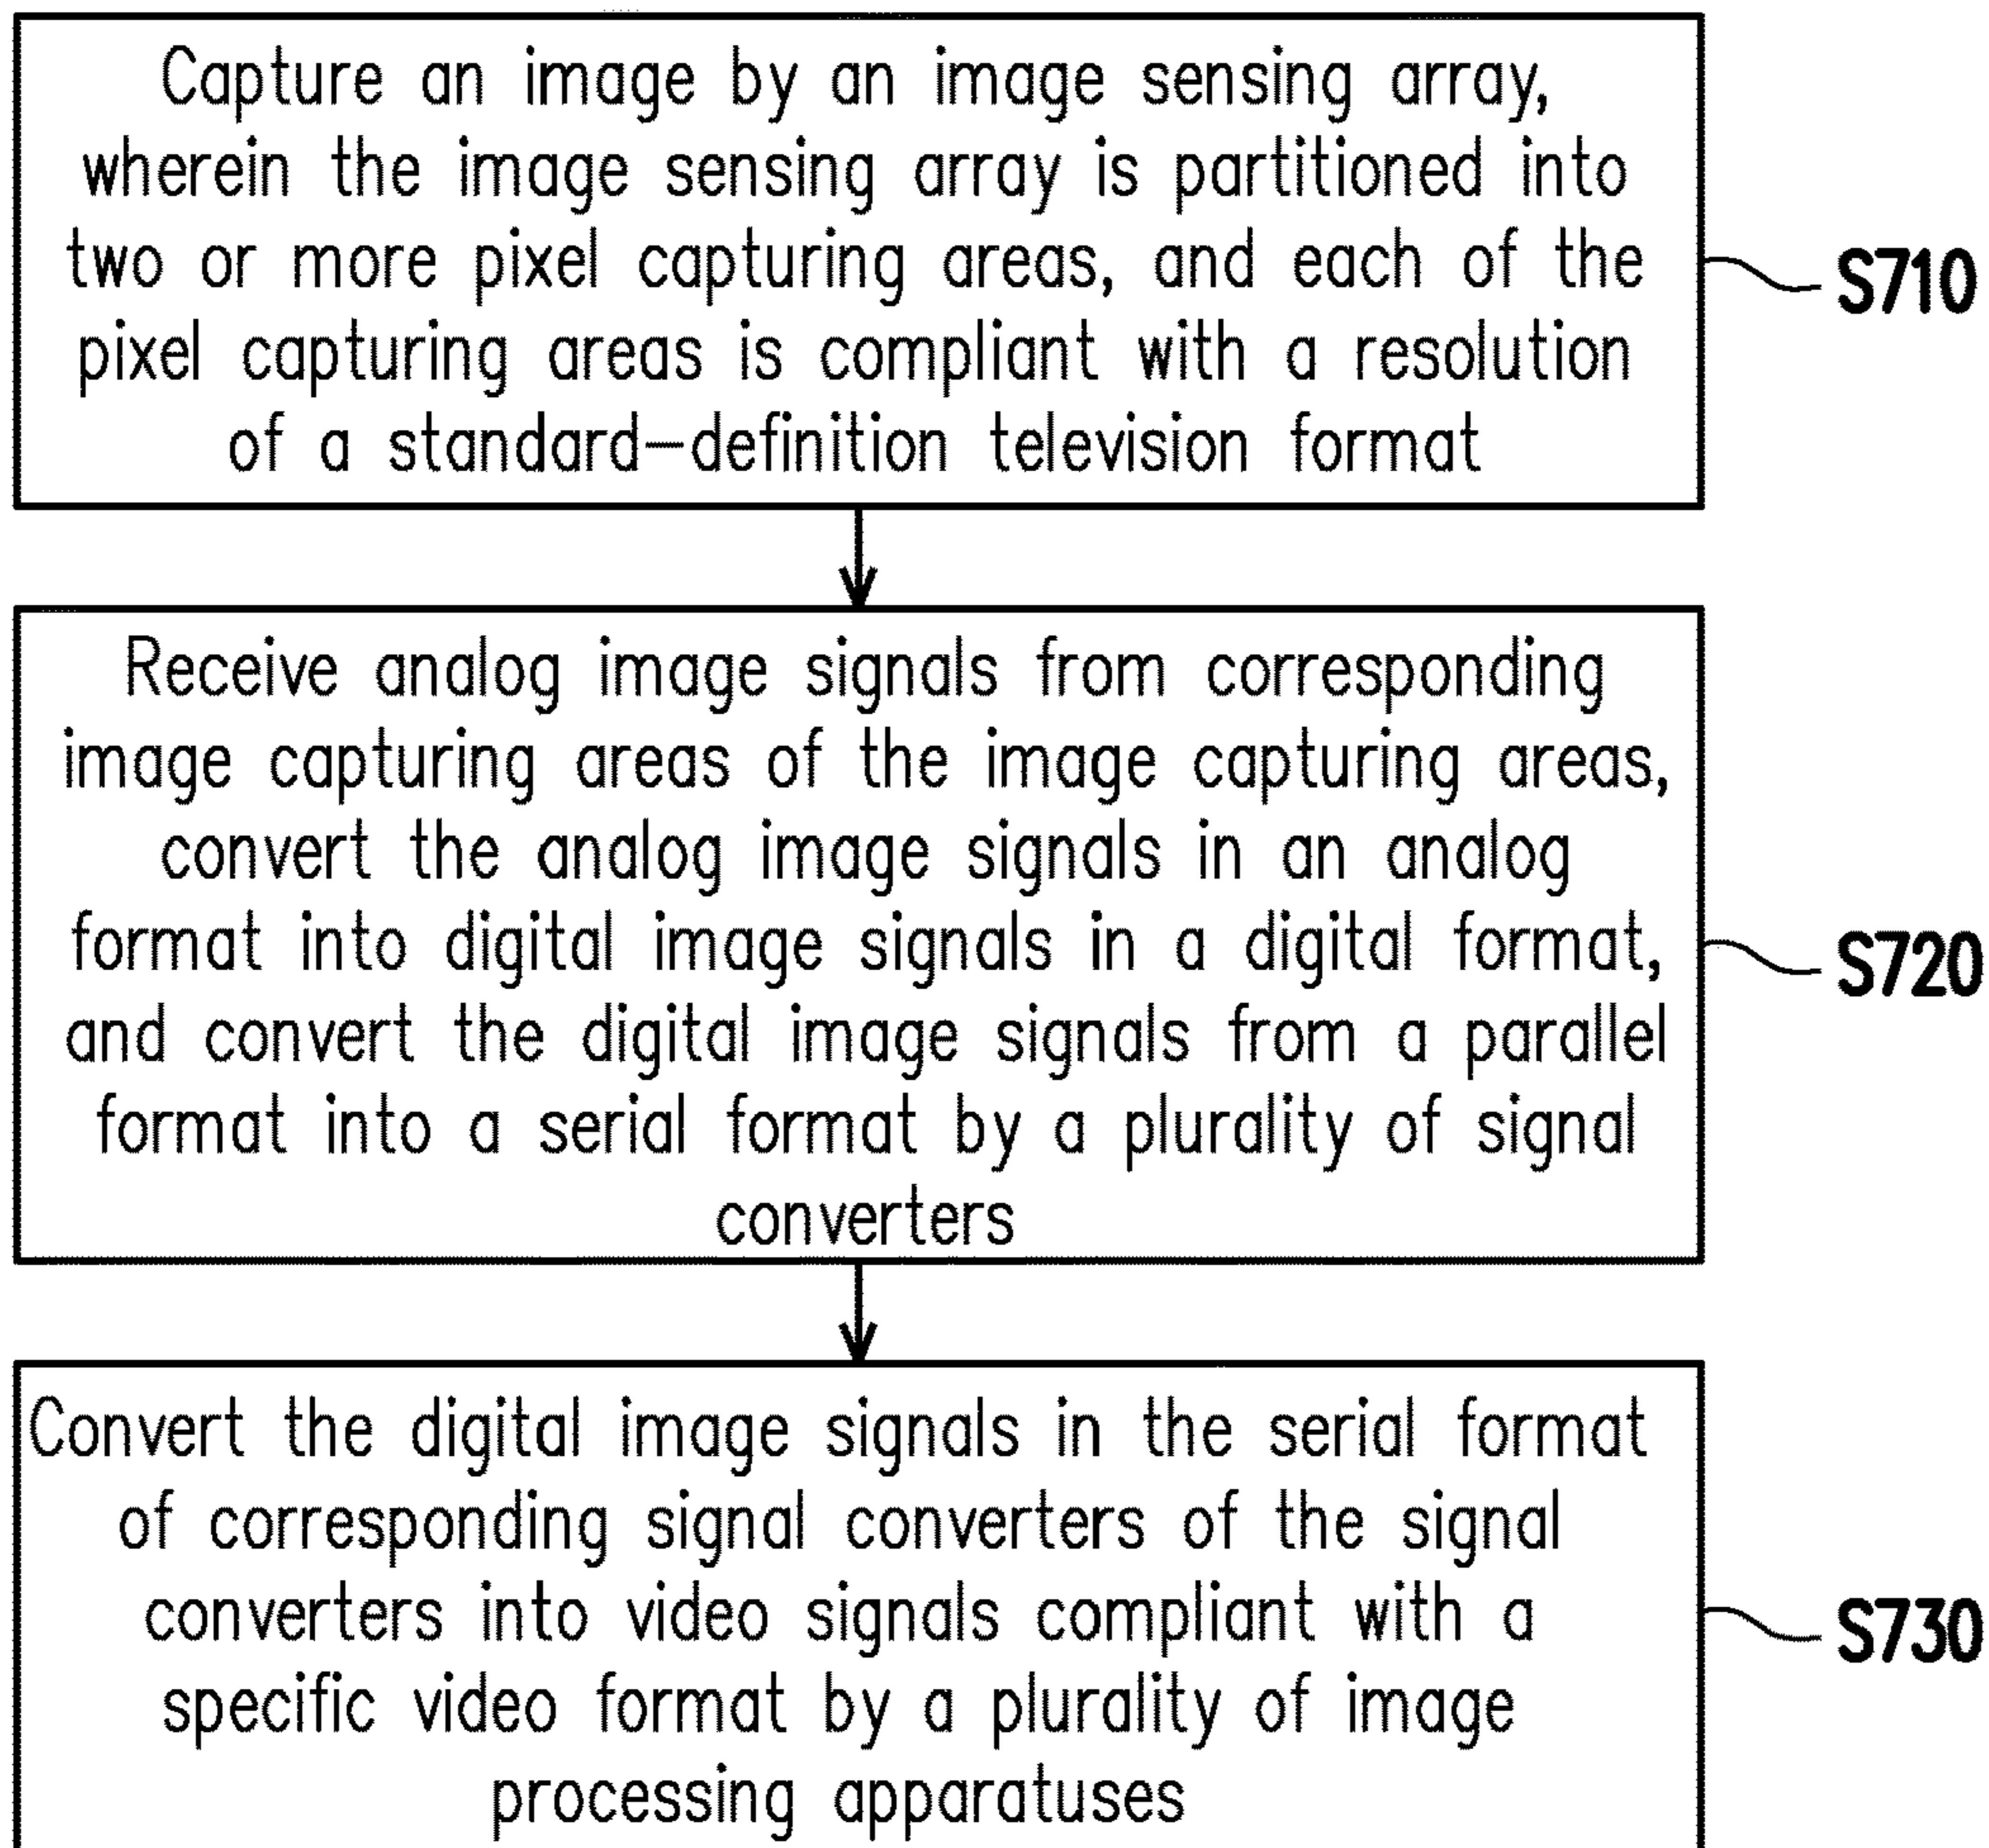 Capture an image by an image sensing array,
wherein the image sensing array is partitioned into
two or more pixel capturing areas, and each of the
pixel capturing areas is compliant with a resolution
of a standard-definition television format
S710
Receive analog image signals from corresponding
image capturing areas of the image capturing areas,
convert the analog image signals in an analog
format into digital image signals in a digital format,
and convert the digital image signals from a parallel
format into a serial format by a plurality of signal
converters
S720
Convert the digital image signals in the serial format
of corresponding signal converters of the signal
converters into video signals compliant with a
specific video format by a plurality of image
processing apparatuses
S730